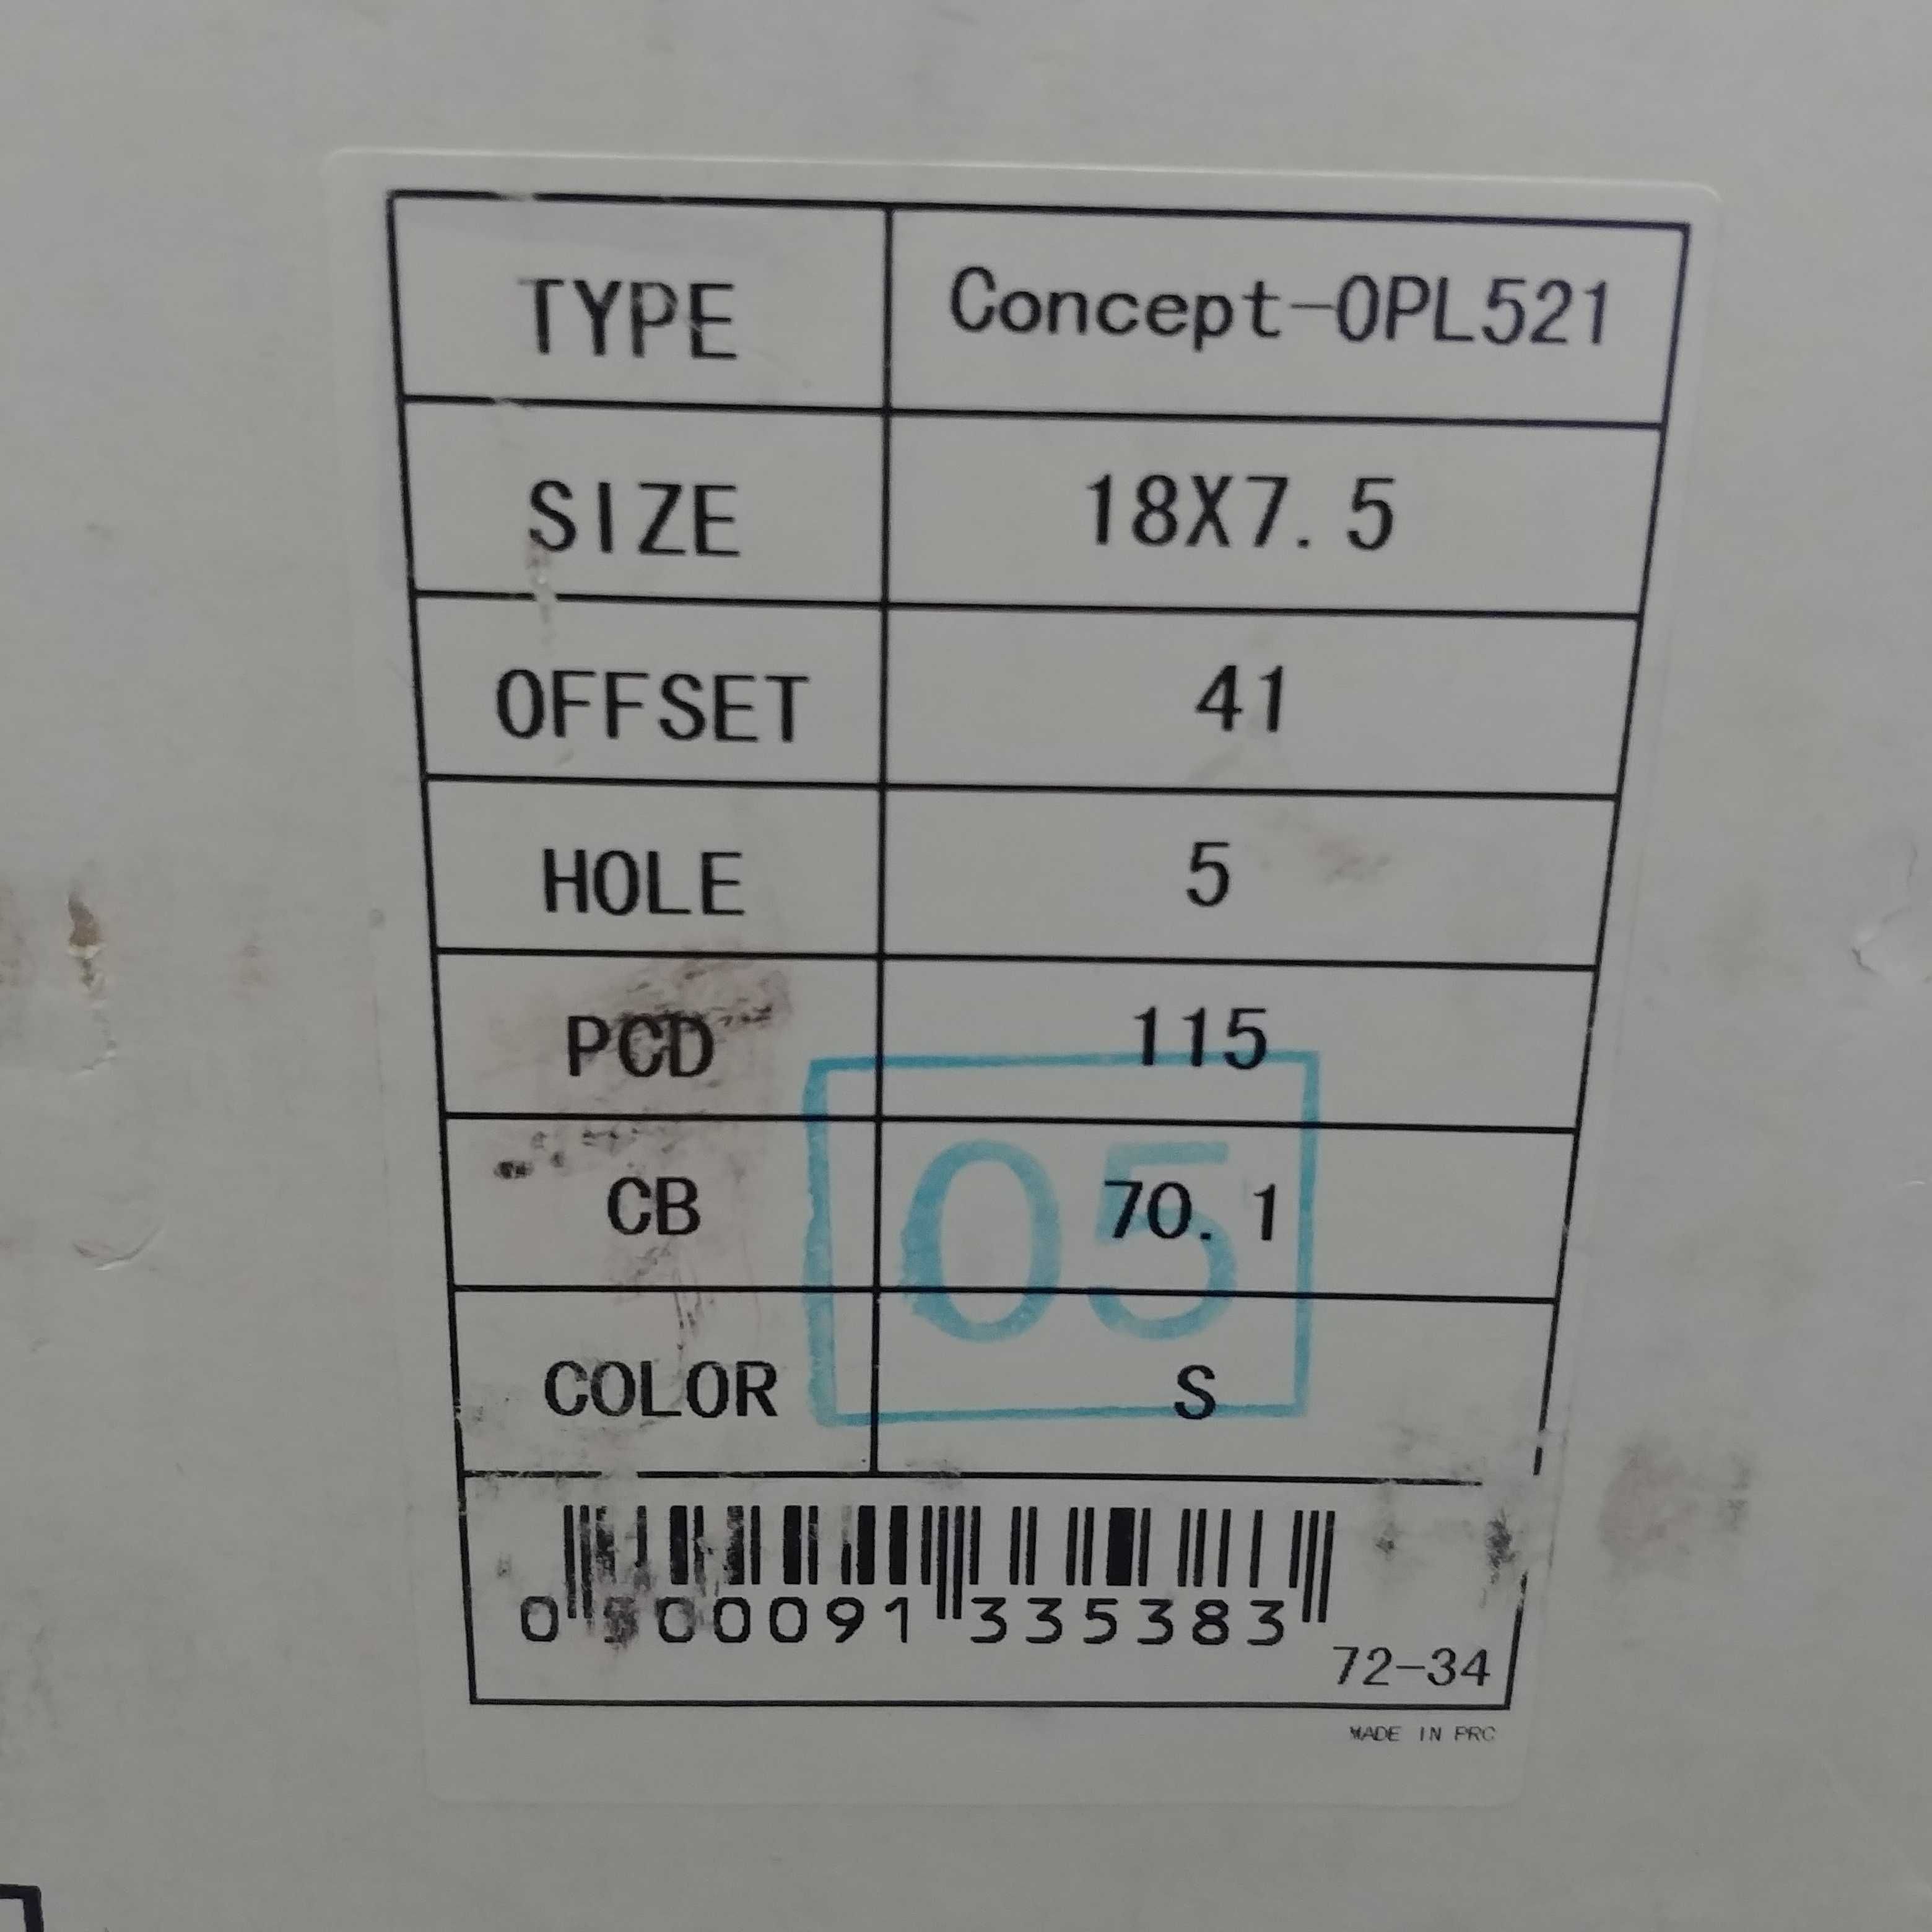 TYPE Concept-OPL521
SIZE 18X7.5
OFFSET 41
HOLE 5
PCD 115
CB 70.1
COLOR S
05
335383
72-34
MADE IN PRC